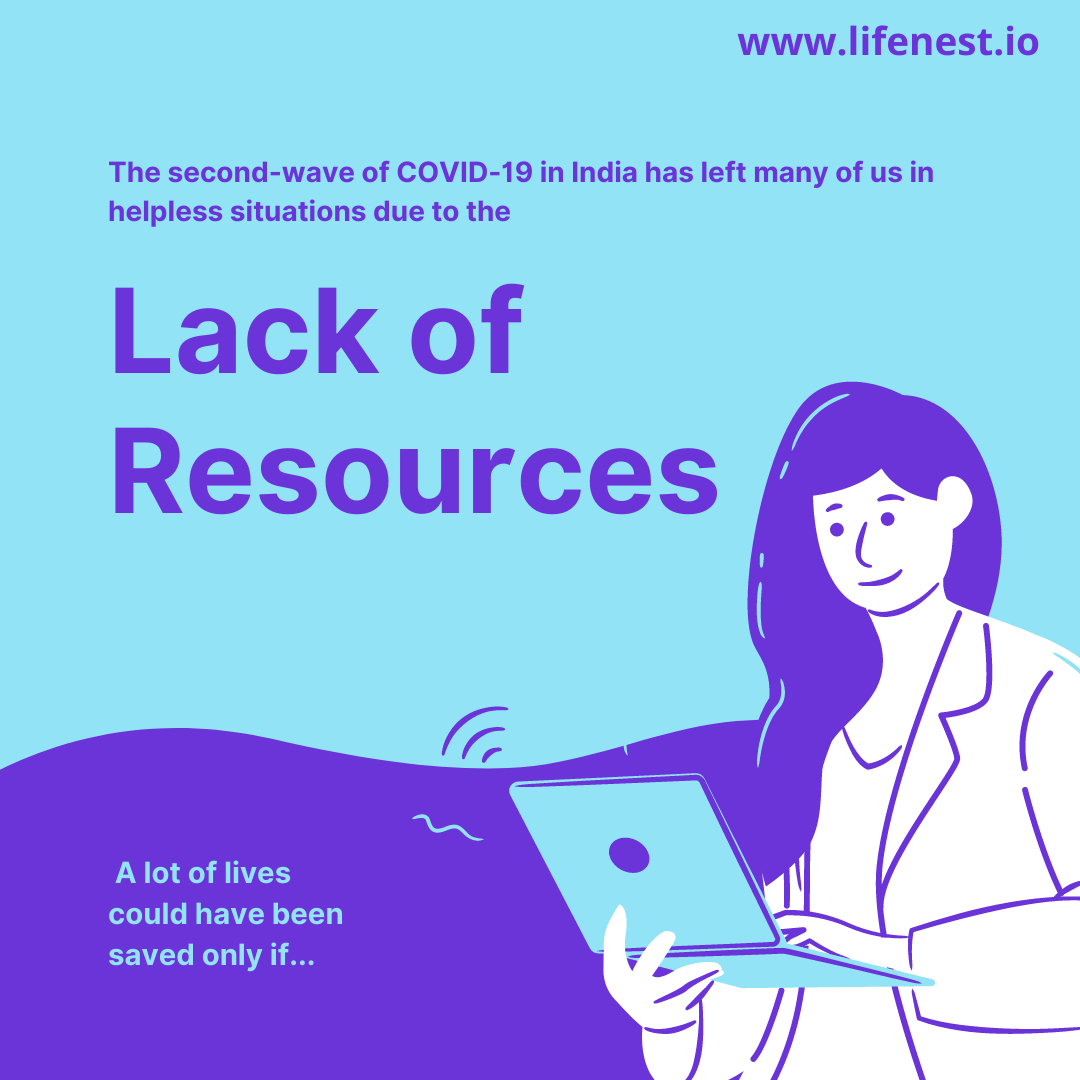 www.lifenest.io
The second-wave of COVID-19 in India has left many of us in
helpless situations due to the
Lack of
Resources
A lot of lives
could have been
saved only if...